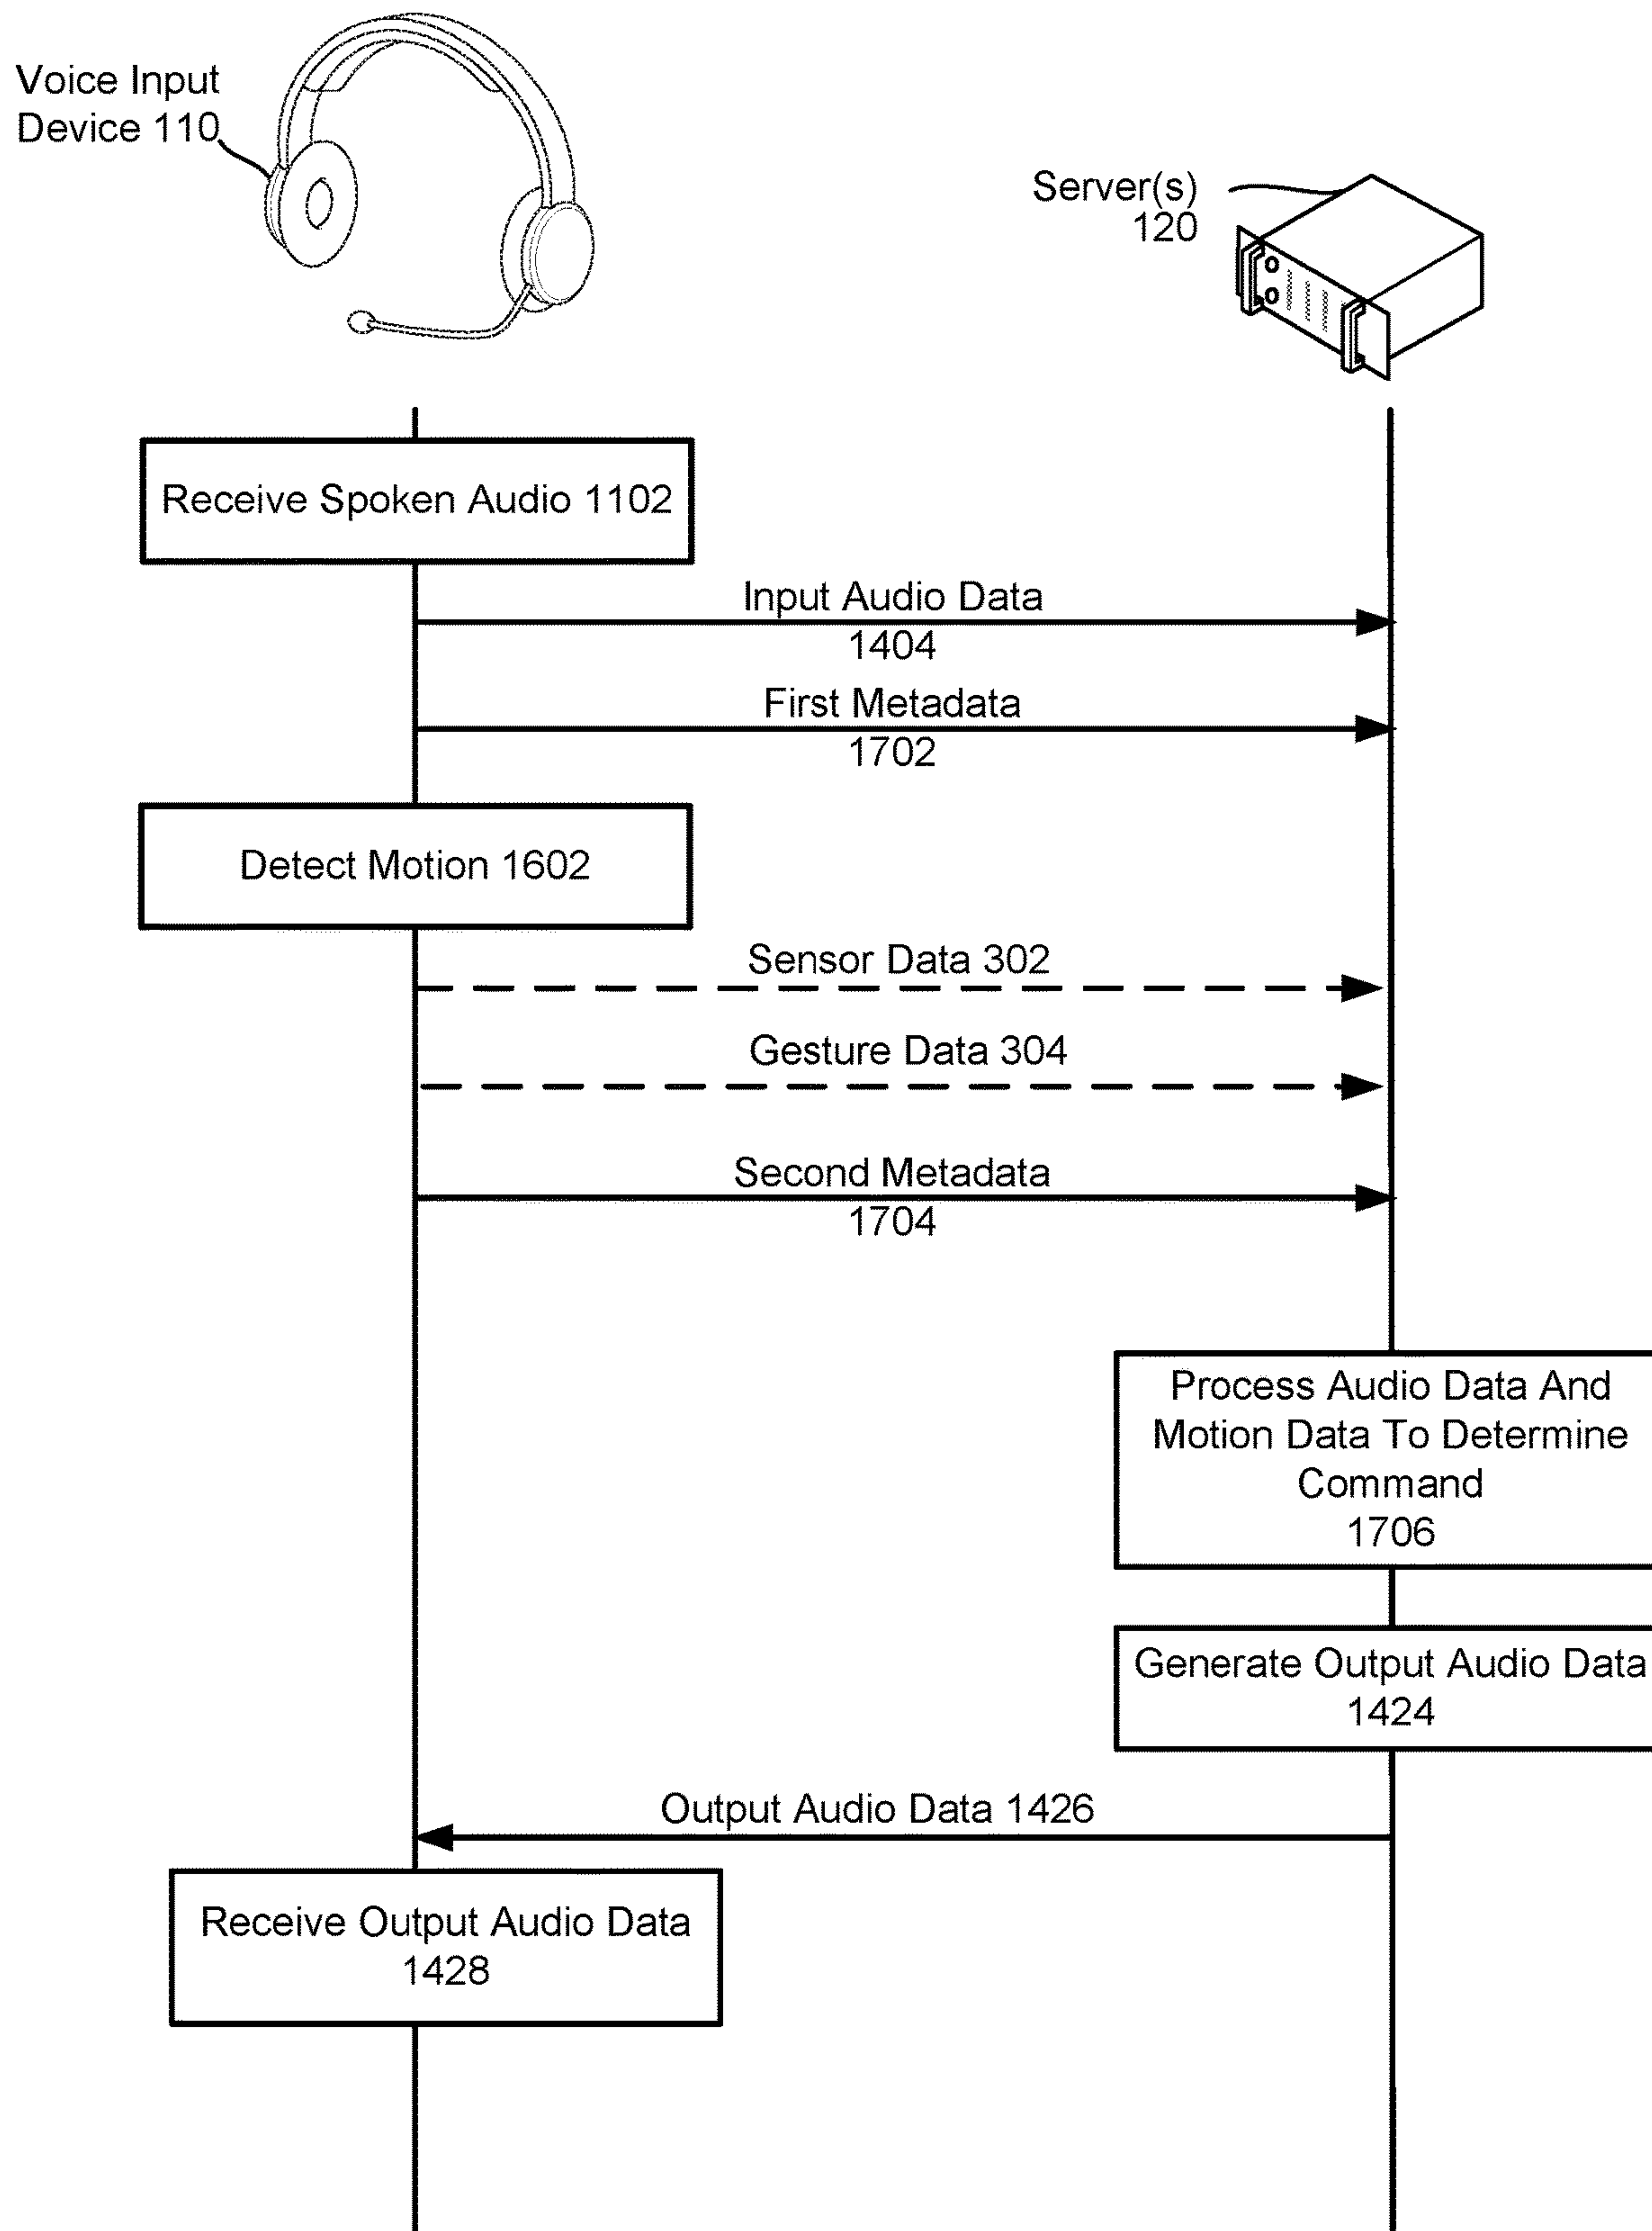 Voice Input
Device 110
Server(s)
120
Receive Spoken Audio 1102
Input Audio Data
1404
First Metadata
1702
Detect Motion 1602
Sensor Data 302
Gesture Data 304
Second Metadata
1704
Process Audio Data And
Motion Data To Determine
Command
1706
Generate Output Audio Data
1424
Output Audio Data 1426
Receive Output Audio Data
1428